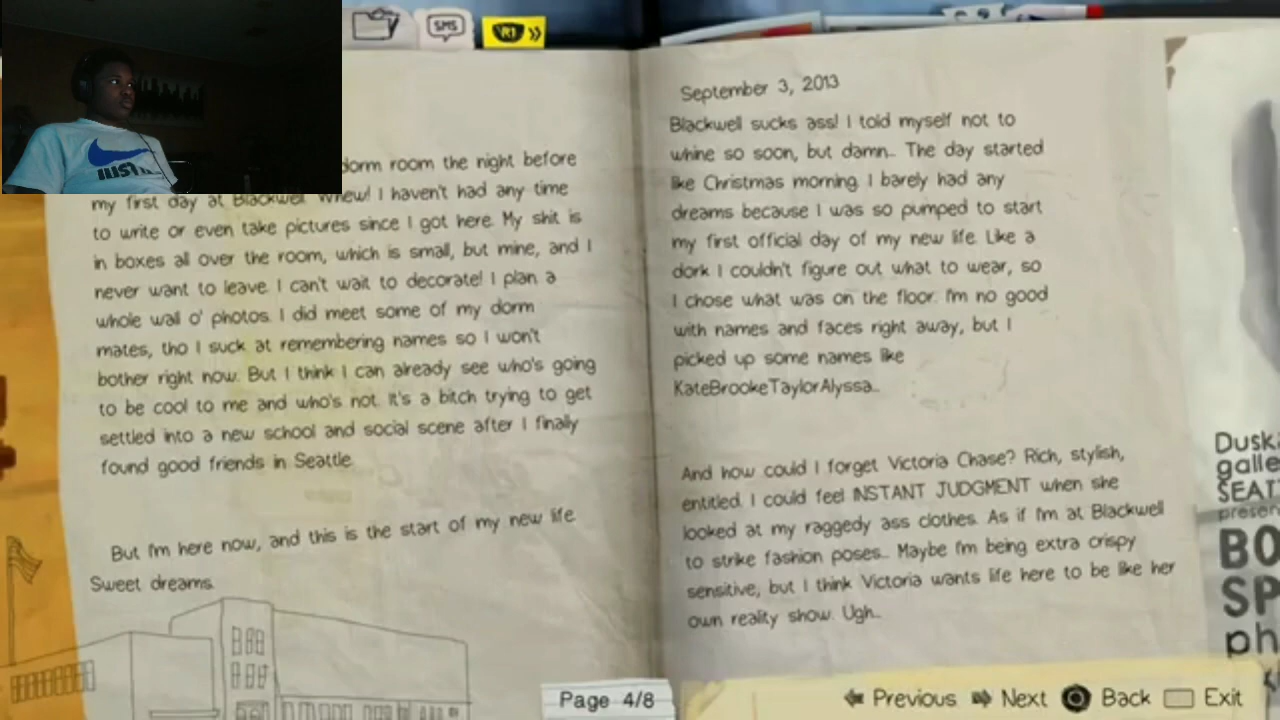 SMS
R1 »
JUST
dorm room the night before
my first day at Blackwell. Whew! I haven't had any time
to write or even take pictures since I got here. My shit is
in boxes all over the room, which is small, but mine, and I
never want to leave. I can't wait to decorate! I plan a
whole wall o' photos. I did meet some of my dorm
mates, tho I suck at remembering names so I won't
bother right now. But I think I can already see who's going
to be cool to me and who's not. It's a bitch trying to get
settled into a new school and social scene after I finally
found good friends in Seattle.
But I'm here now, and this is the start of my new life.
Sweet dreams.
September 3, 2013
Blackwell sucks ass! I told myself not to
whine so soon, but damn... The day started
like Christmas morning. I barely had any
dreams because I was so pumped to start
my first official day of my new life. Like a
dork I couldn't figure out what to wear, so
I chose what was on the floor. I'm no good
with names and faces right away, but I
picked up some names like
KateBrookeTaylorAlyssa...
And how could I forget Victoria Chase? Rich, stylish,
entitled. I could feel INSTANT JUDGMENT when she
looked at my raggedy ass clothes. As if I'm at Blackwell
to strike fashion poses... Maybe I'm being extra crispy
sensitive, but I think Victoria wants life here to be like her
own reality show. Ugh...
Dusk
galle
SEAT
presen
BO
SP
ph
Page 4/8
Previous
Next
Back
Exit